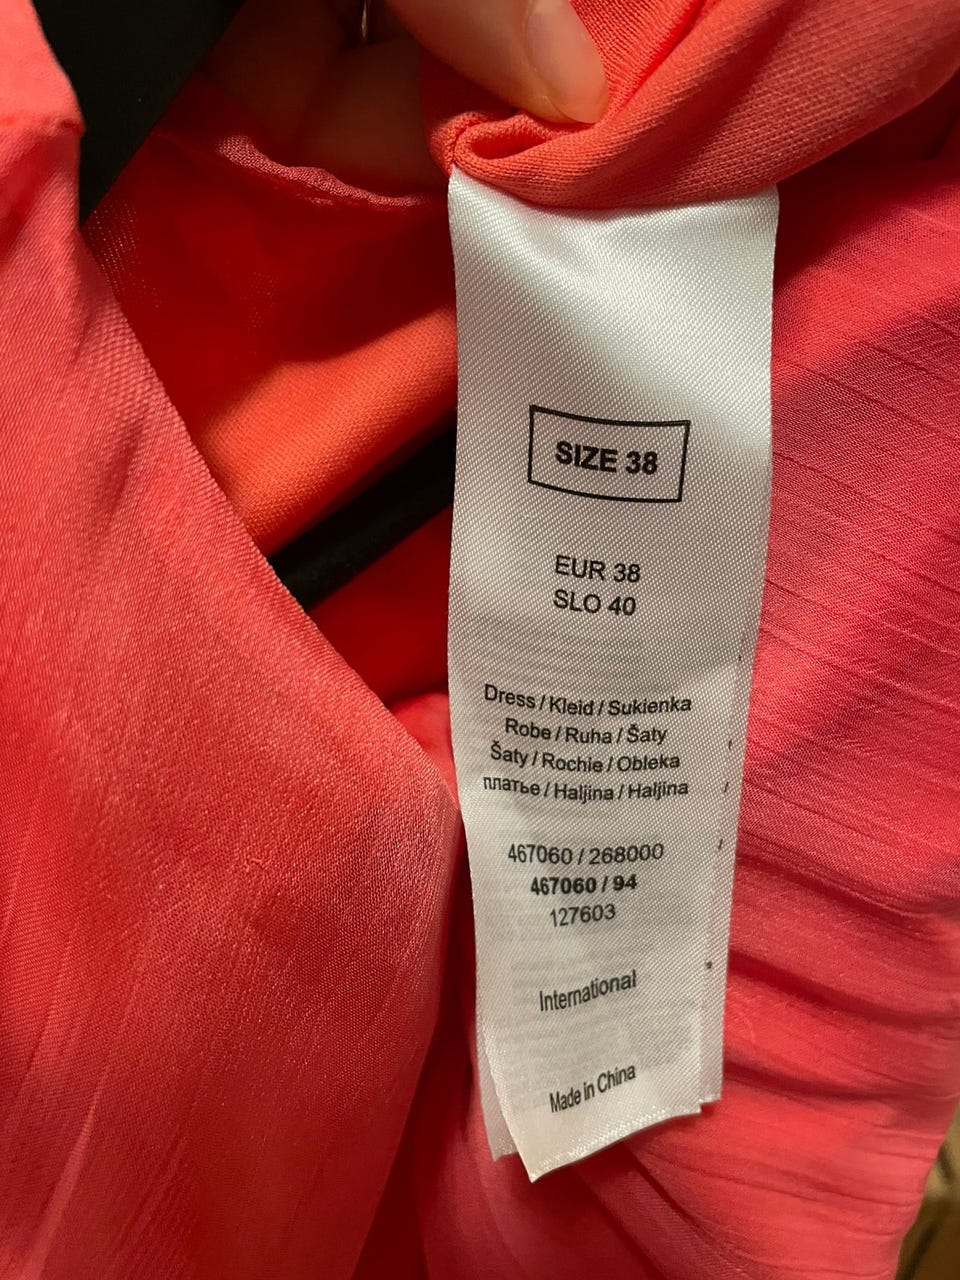 SIZE 38
EUR 38
SLO 40
Dress / Kleid / Sukienka
Robe / Ruha / Šaty
Šaty / Rochie / Obleka
платье / Haljina / Haljina
467060 / 268000
467060 / 94
127603
International
Made in China